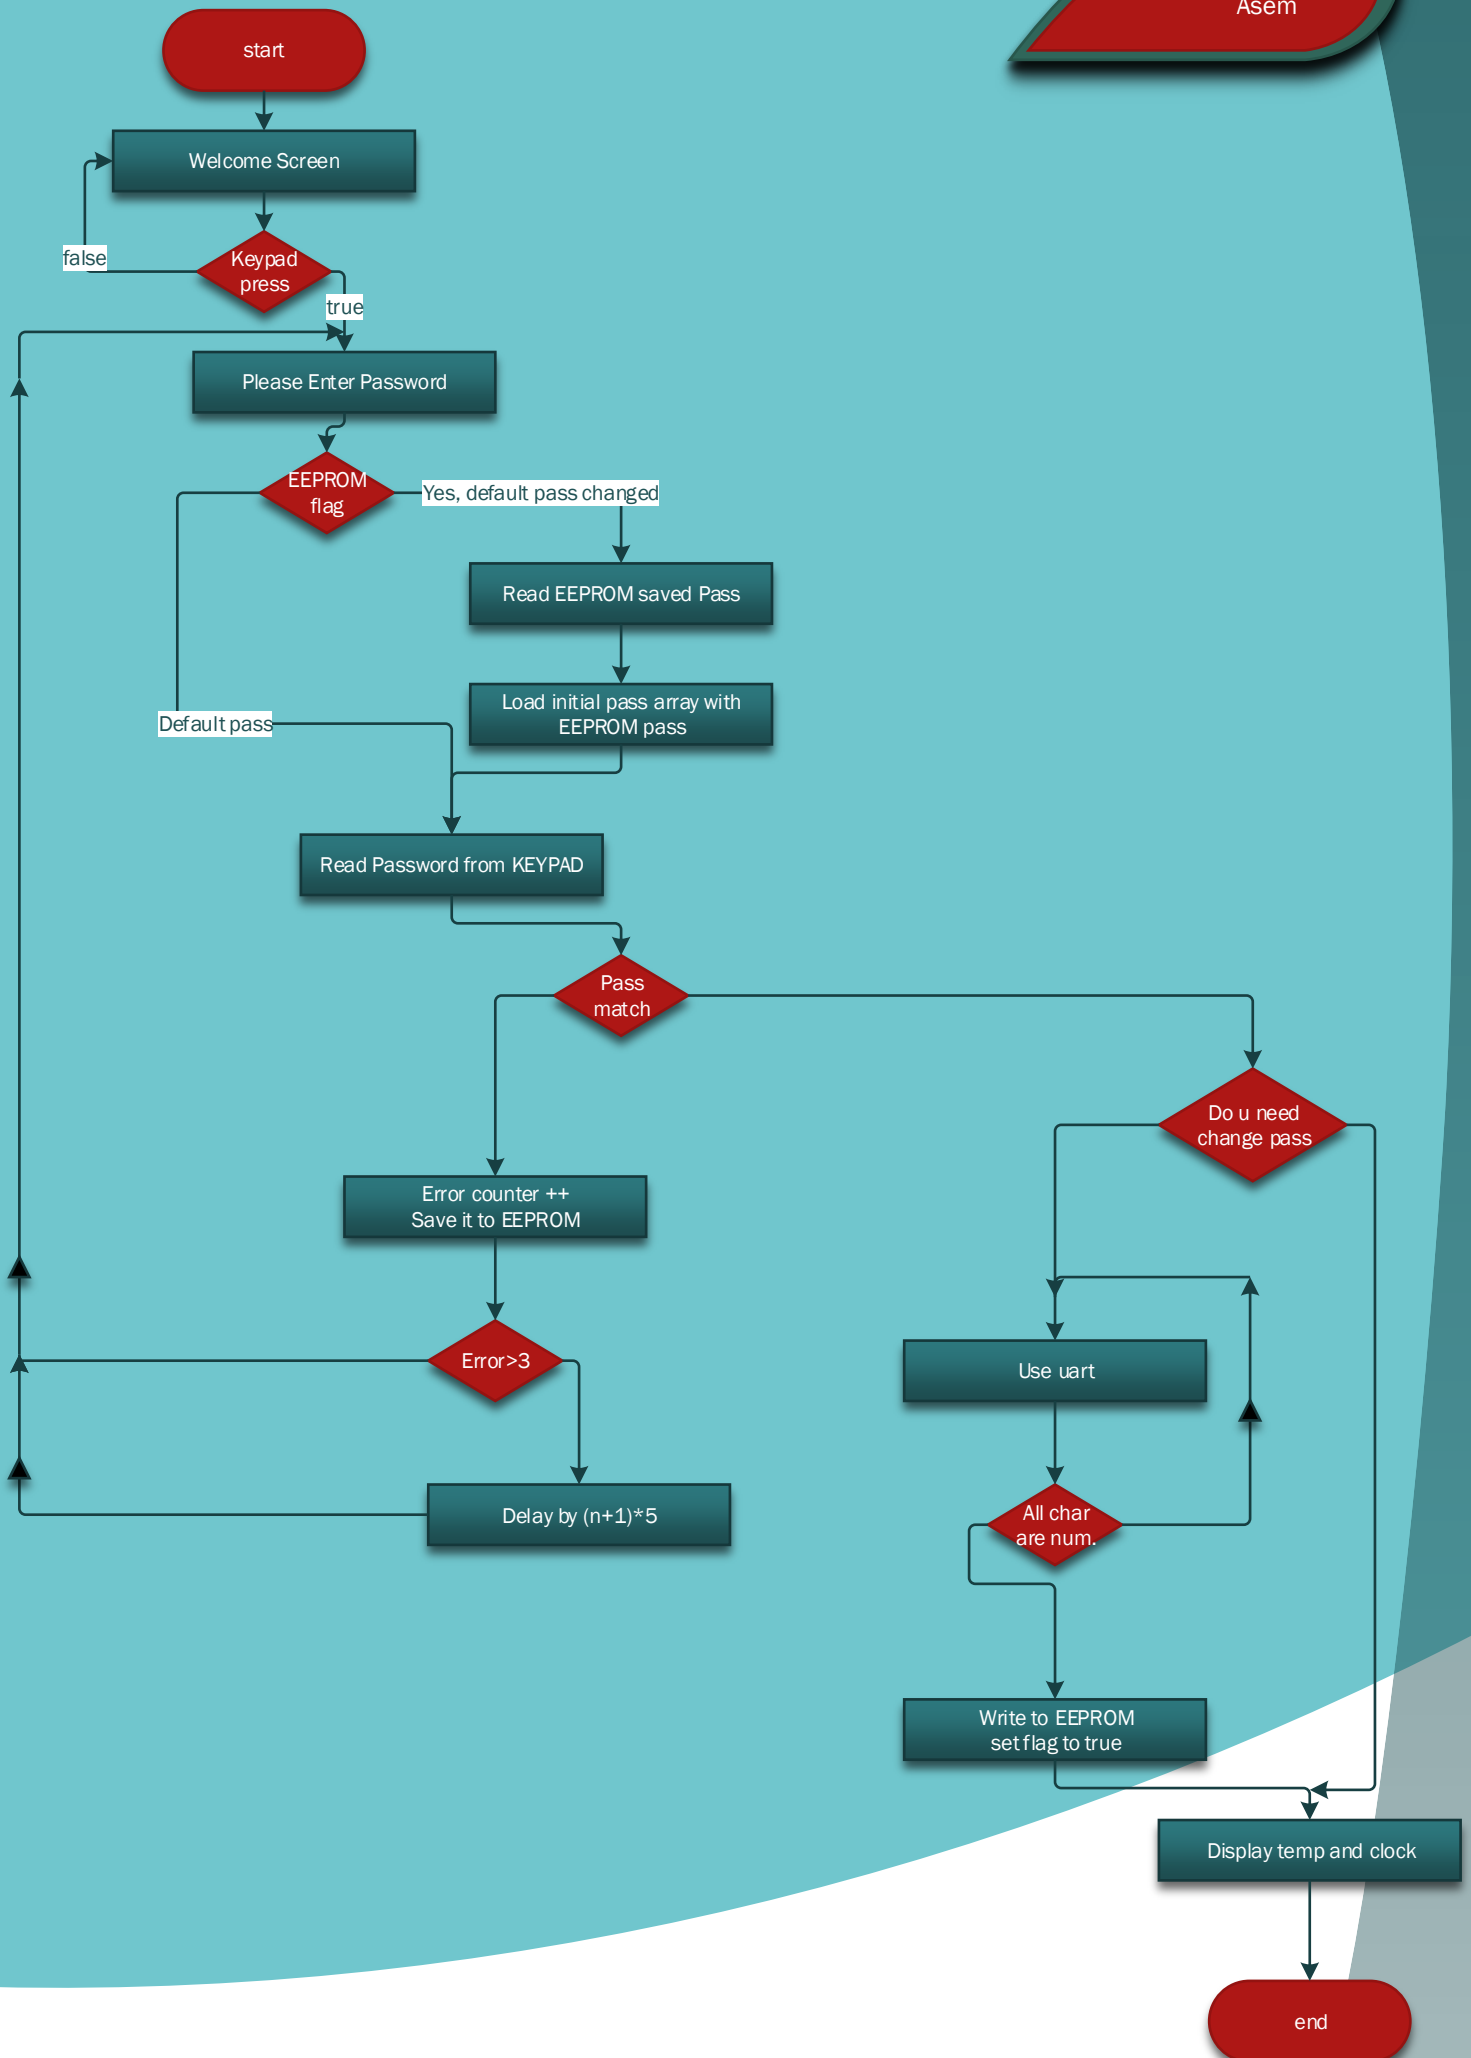 Asem
start
Welcome Screen
false
Keypad
press
true
Please Enter Password
EEPROM
flag
Yes, default pass changed
Read EEPROM saved Pass
Load initial pass array with
EEPROM pass
Default pass
Read Password from KEYPAD
Pass
match
Do u need
change pass
Error counter ++
Save it to EEPROM
Error>3
Use uart
Delay by (n+1)*5
All char
are num.
Write to EEPROM
set flag to true
Display temp and clock
end